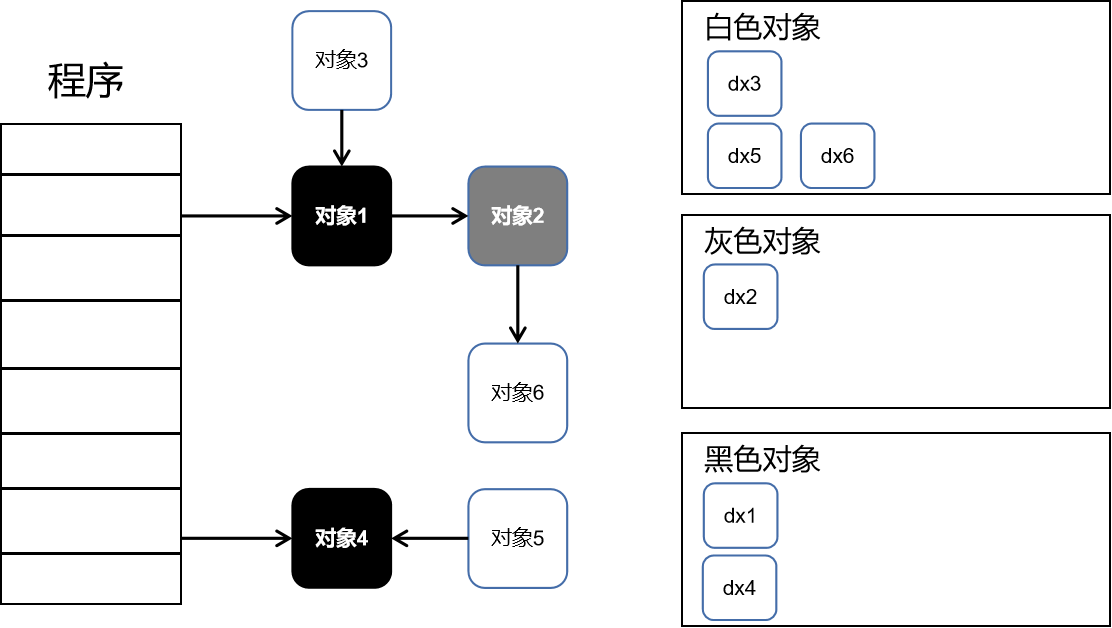 程序
对象3
对象1
对象2
对象6
对象4
对象5
白色对象
dx3
dx5 dx6
灰色对象
dx2
黑色对象
dx1
dx4